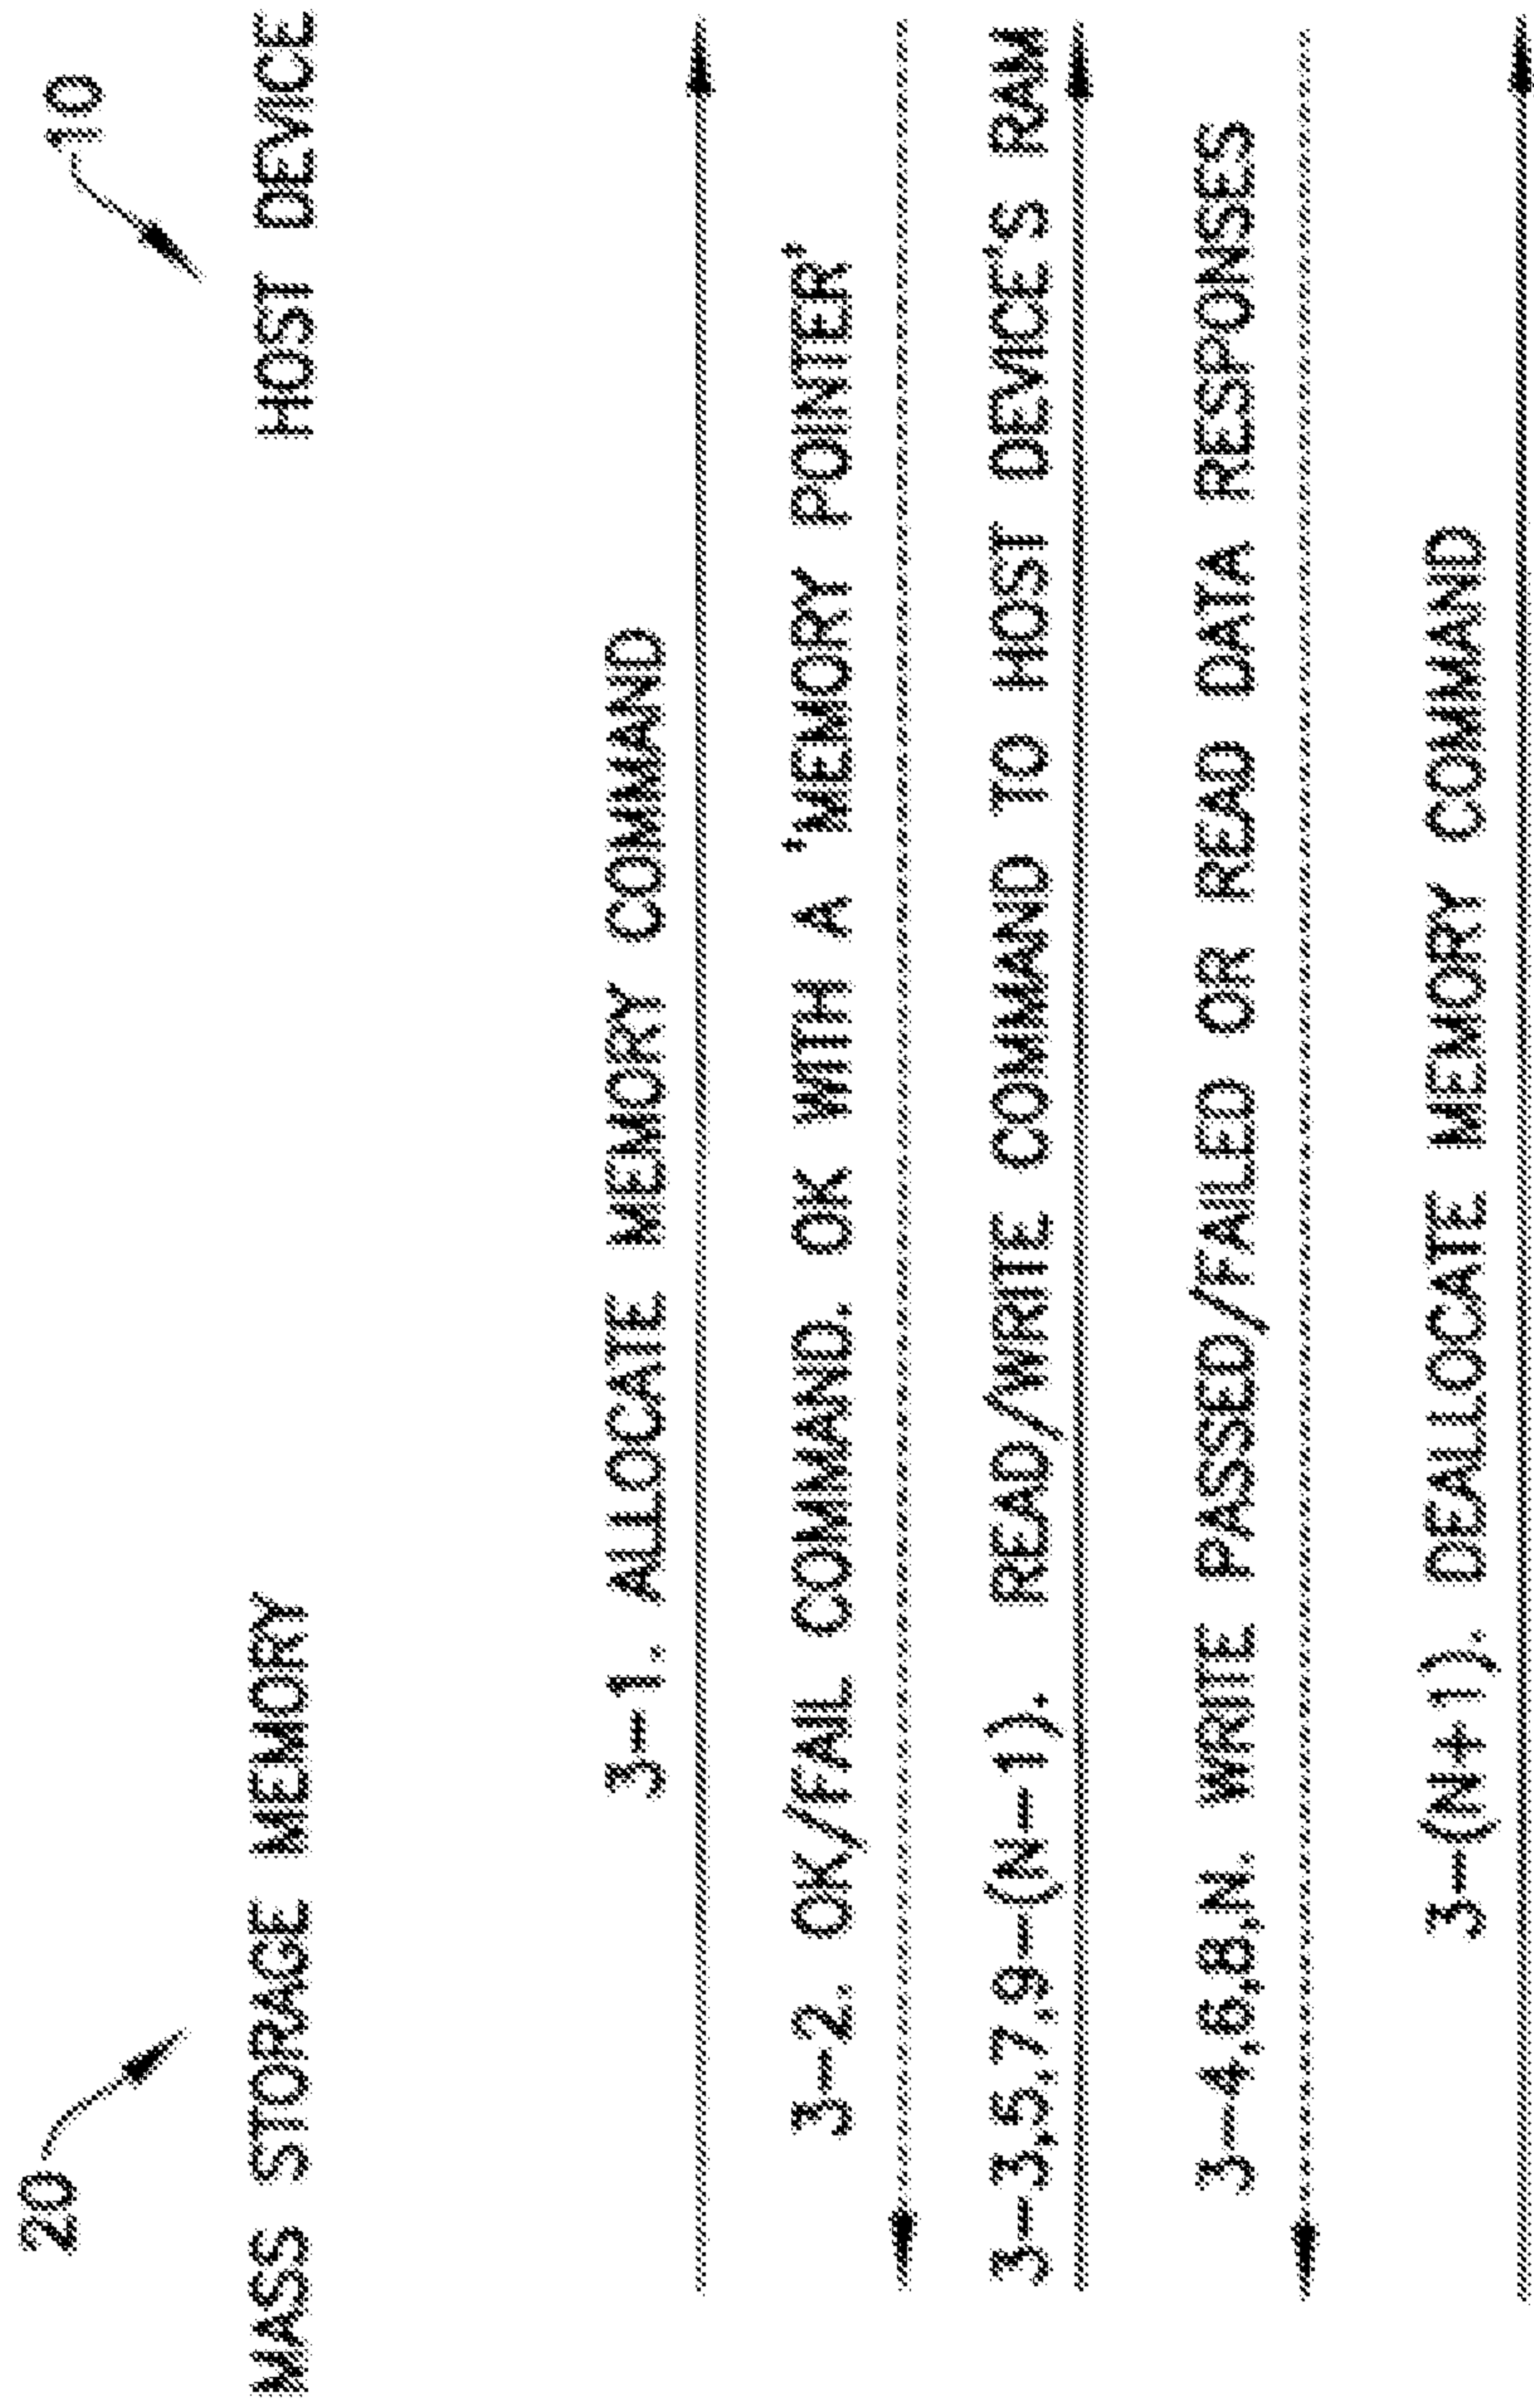 20
10
MASS STORAGE MEMORY
HOST DEVICE
3-1. ALLOCATE MEMORY COMMAND
3-2. OK/FAIL COMMAND. OK WITH A "MEMORY POINTER"
3-3,5,7,9-(N-1). READ/WRITE COMMAND TO HOST DEVICE'S RAM
3-4,6,8,N. WRITE PASSED/FAILED OR READ DATA RESPONSES
3-(N+1). DEALLOCATE MEMORY COMMAND